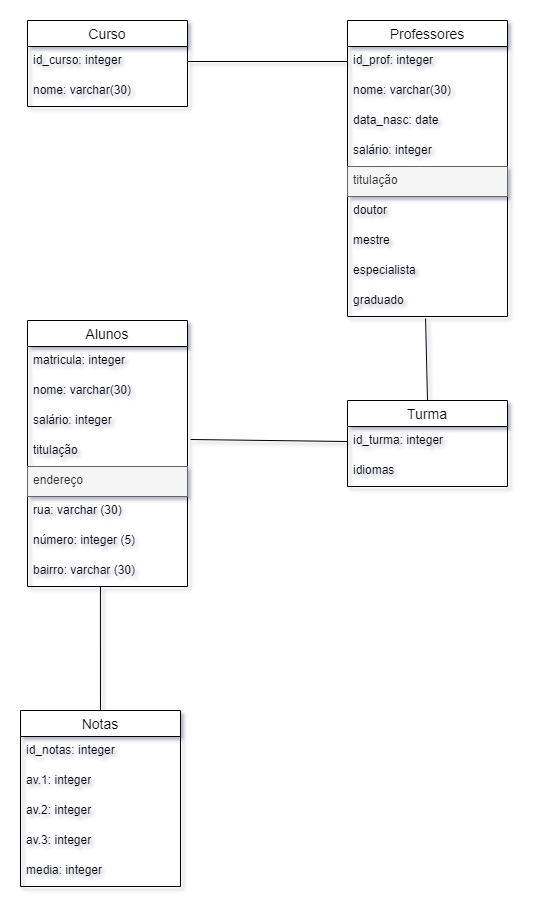 Curso
id_curso: integer
nome: varchar(30)
Professores
id_prof: integer
nome: varchar(30)
data_nasc: date
salário: integer
titulação
doutor
mestre
especialista
graduado
Alunos
matricula: integer
nome: varchar(30)
salário: integer
titulação
endereço
rua: varchar (30)
número: integer (5)
bairro: varchar (30)
Turma
id_turma: integer
idiomas
Notas
id_notas: integer
av.1: integer
av.2: integer
av.3: integer
media: integer